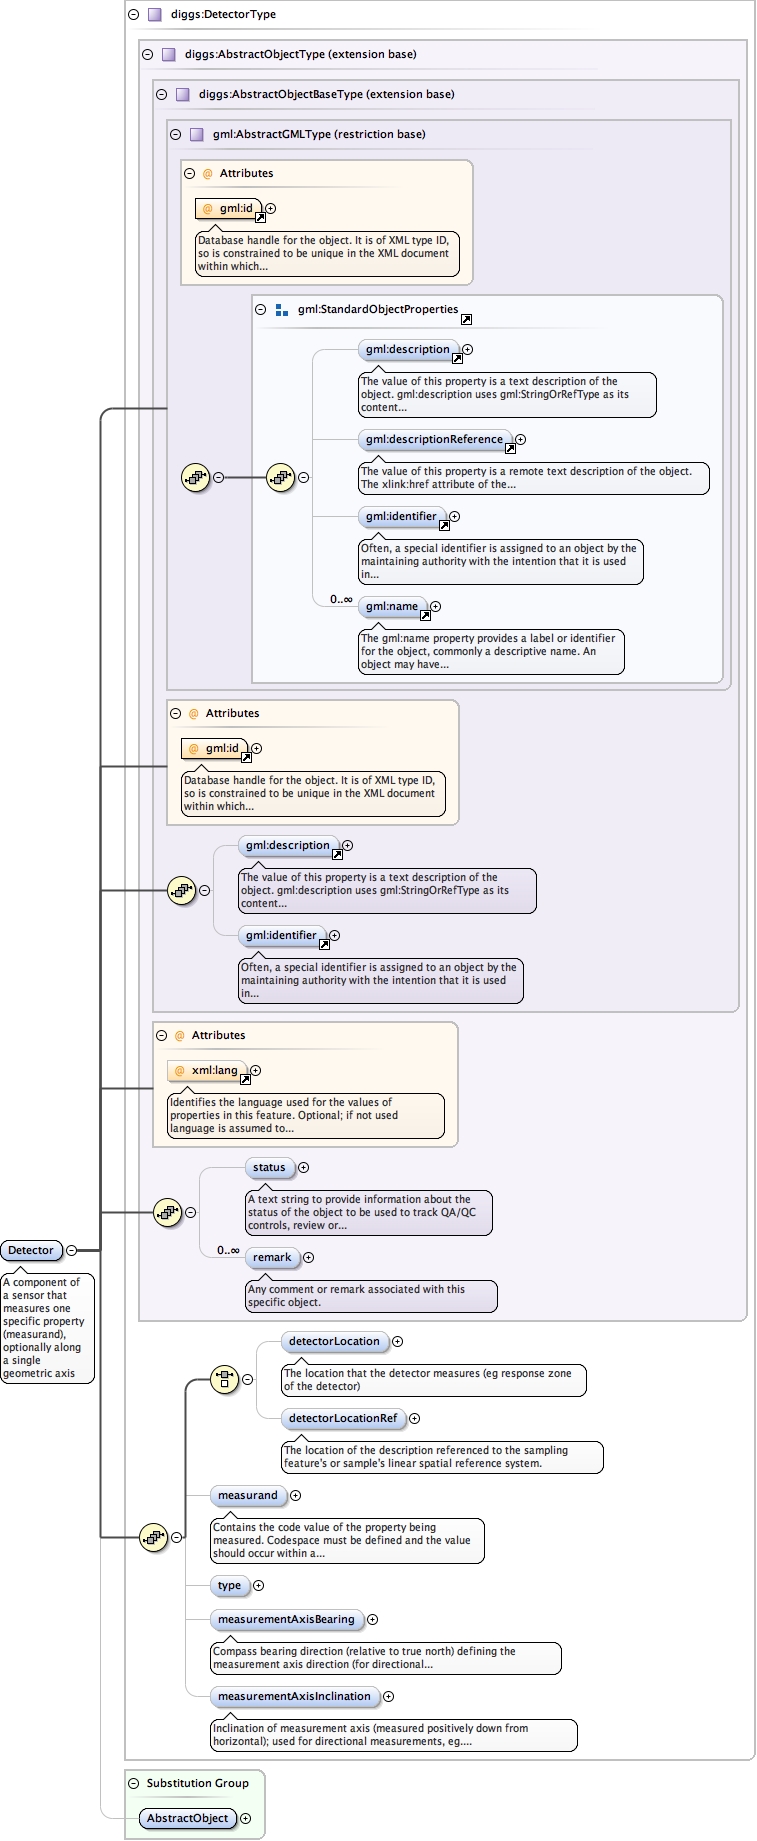 diggs:DetectorType
diggs:AbstractObjectType (extension base)
diggs:AbstractObjectBaseType (extension base)
gml:AbstractGMLType (restriction base)
@ Attributes
@ gml:id
Database handle for the object. It is of XML type ID,
so is constrained to be unique in the XML document
within which...
gml:StandardObjectProperties
gml:description
The value of this property is a text description of the
object. gml:description uses gml:StringOrRefType as its
content...
gml:descriptionReference
The value of this property is a remote text description of the object.
The xlink:href attribute of the...
gml:identifier
Often, a special identifier is assigned to an object by the
maintaining authority with the intention that it is used
in...
0..∞ gml:name
The gml:name property provides a label or identifier
for the object, commonly a descriptive name. An
object may have...
@ Attributes
@ gml:id
Database handle for the object. It is of XML type ID,
so is constrained to be unique in the XML document
within which...
gml:description
The value of this property is a text description of the
object. gml:description uses gml:StringOrRefType as its
content...
gml:identifier
Often, a special identifier is assigned to an object by the
maintaining authority with the intention that it is used
in...
@ Attributes
@ xml:lang
Identifies the language used for the values of
properties in this feature. Optional; if not used
language is assumed to...
status
A text string to provide information about the
status of the object to be used to track QA/QC
controls, review or...
0..∞ remark
Any comment or remark associated with this
specific object.
Detector
A component of
a sensor that
measures one
specific property
(measurand),
optionally along
a single
geometric axis
detectorLocation
The location that the detector measures (eg response zone
of the detector)
detectorLocationRef
The location of the description referenced to the sampling
feature's or sample's linear spatial reference system.
measurand
Contains the code value of the property being
measured. Codespace must be defined and the value
should occur within a...
type
measurementAxisBearing
Compass bearing direction (relative to true north) defining the
measurement axis direction (for directional...
measurementAxisInclination
Inclination of measurement axis (measured positively down from
horizontal); used for directional measurements, eg....
Substitution Group
AbstractObject